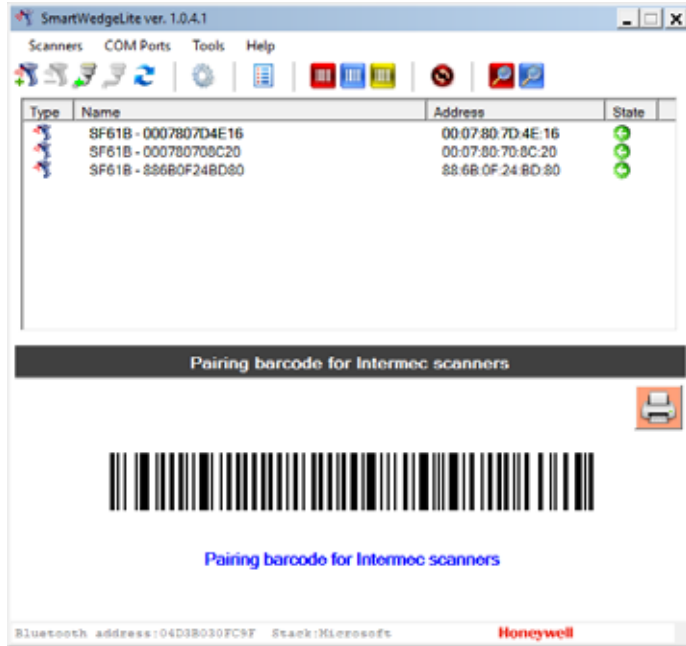 SmartWedgeLite ver. 1.0.4.1
Scanners COM Ports Tools Help
Type Name Address State
SF61B - 0007807D4E16 00:07:80:7D:4E:16
SF61B - 000780708C20 00:07:80:70:8C:20
SF61B - 886B0F24BD80 88:6B:0F:24:BD:80
Pairing barcode for Intermec scanners
Pairing barcode for Intermec scanners
Bluetooth address:04D3B030FC9F Stack:Microsoft Honeywell